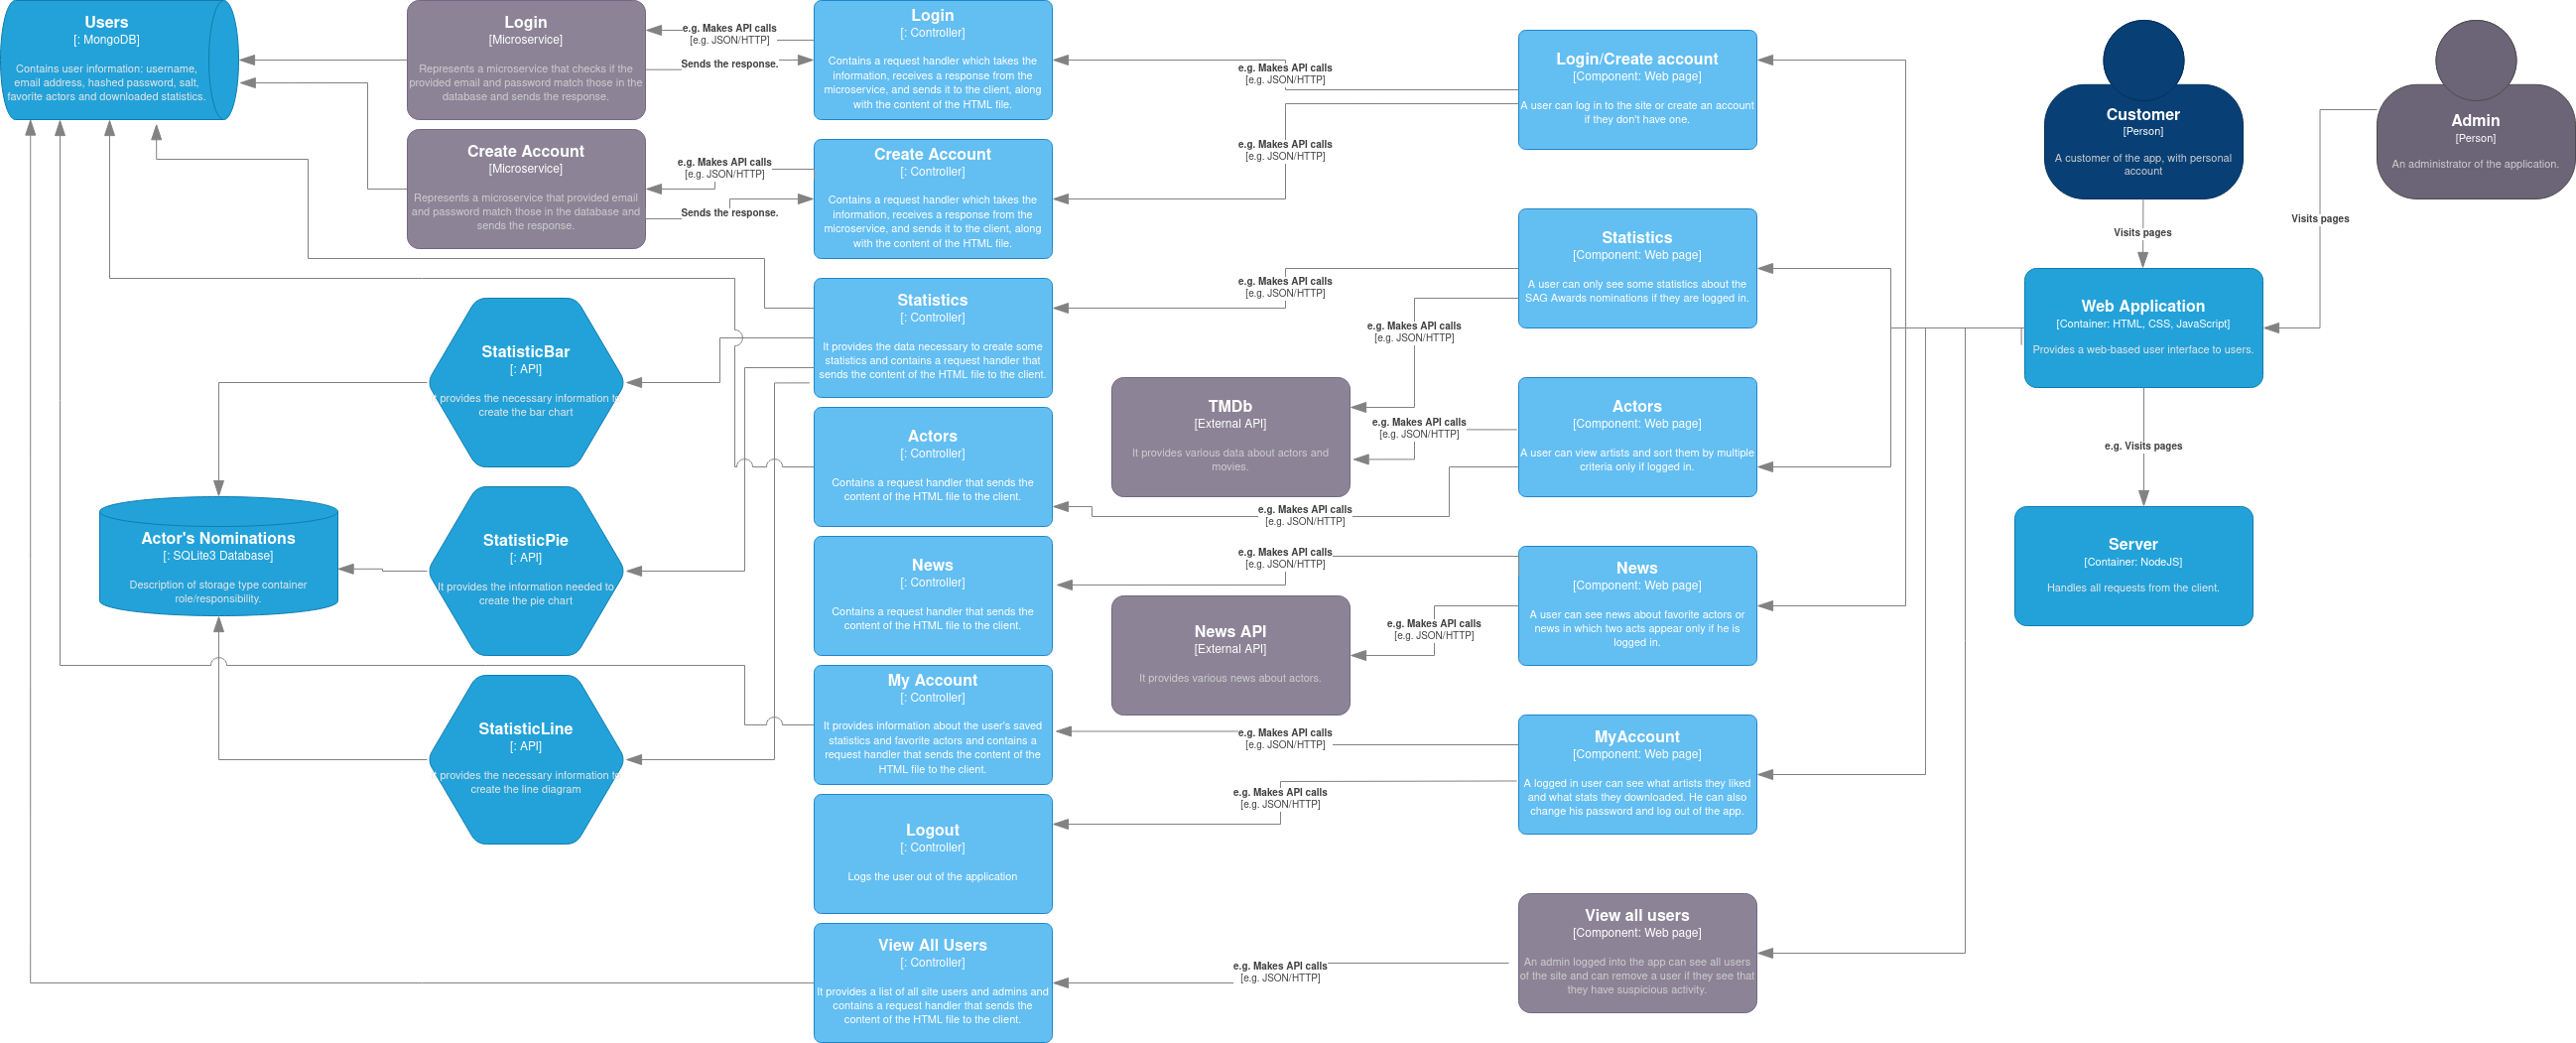 Users
[: MongoDB]
Contains user information: username,
email address, hashed password, salt,
favorite actors and downloaded statistics.
Login
[Microservice]
Represents a microservice that checks if the
provided email and password match those in the
database and sends the response.
e.g. Makes API calls
[e.g. JSON/HTTP]
Sends the response.
Login
[: Controller]
Contains a request handler which takes the
information, receives a response from the
microservice, and sends it to the client, along
with the content of the HTML file.
e.g. Makes API calls
[e.g. JSON/HTTP]
Login/Create account
[Component: Web page]
A user can log in to the site or create an account
if they don't have one.
Customer
[Person]
A customer of the app, with personal
account
Admin
[Person]
An administrator of the application.
Create Account
[Microservice]
Represents a microservice that provided email
and password match those in the database and
sends the response.
e.g. Makes API calls
[e.g. JSON/HTTP]
Sends the response.
Create Account
[: Controller]
Contains a request handler which takes the
information, receives a response from the
microservice, and sends it to the client, along
with the content of the HTML file.
e.g. Makes API calls
[e.g. JSON/HTTP]
Visits pages
Visits pages
Statistics
[Component: Web page]
A user can only see some statistics about the
SAG Awards nominations if they are logged in.
e.g. Makes API calls
[e.g. JSON/HTTP]
Statistics
[: Controller]
It provides the data necessary to create some
statistics and contains a request handler that
sends the content of the HTML file to the client.
e.g. Makes API calls
[e.g. JSON/HTTP]
Web Application
[Container: HTML, CSS, JavaScript]
Provides a web-based user interface to users.
StatisticBar
[: API]
It provides the necessary information to
create the bar chart
TMDb
[External API]
It provides various data about actors and
movies.
e.g. Makes API calls
[e.g. JSON/HTTP]
Actors
[Component: Web page]
A user can view artists and sort them by multiple
criteria only if logged in.
e.g. Visits pages
Actors
[: Controller]
Contains a request handler that sends the
content of the HTML file to the client.
e.g. Makes API calls
[e.g. JSON/HTTP]
Actor's Nominations
[: SQLite3 Database]
Description of storage type container
role/responsibility.
StatisticPie
[: API]
It provides the information needed to
create the pie chart
News
[: Controller]
Contains a request handler that sends the
content of the HTML file to the client.
e.g. Makes API calls
[e.g. JSON/HTTP]
News
[Component: Web page]
A user can see news about favorite actors or
news in which two acts appear only if he is
logged in.
Server
[Container: NodeJS]
Handles all requests from the client.
News API
[External API]
It provides various news about actors.
e.g. Makes API calls
[e.g. JSON/HTTP]
StatisticLine
[: API]
It provides the necessary information to
create the line diagram
My Account
[: Controller]
It provides information about the user's saved
statistics and favorite actors and contains a
request handler that sends the content of the
HTML file to the client.
e.g. Makes API calls
[e.g. JSON/HTTP]
MyAccount
[Component: Web page]
A logged in user can see what artists they liked
and what stats they downloaded. He can also
change his password and log out of the app.
e.g. Makes API calls
[e.g. JSON/HTTP]
Logout
[: Controller]
Logs the user out of the application
View All Users
[: Controller]
It provides a list of all site users and admins and
contains a request handler that sends the
content of the HTML file to the client.
e.g. Makes API calls
[e.g. JSON/HTTP]
View all users
[Component: Web page]
An admin logged into the app can see all users
of the site and can remove a user if they see that
they have suspicious activity.